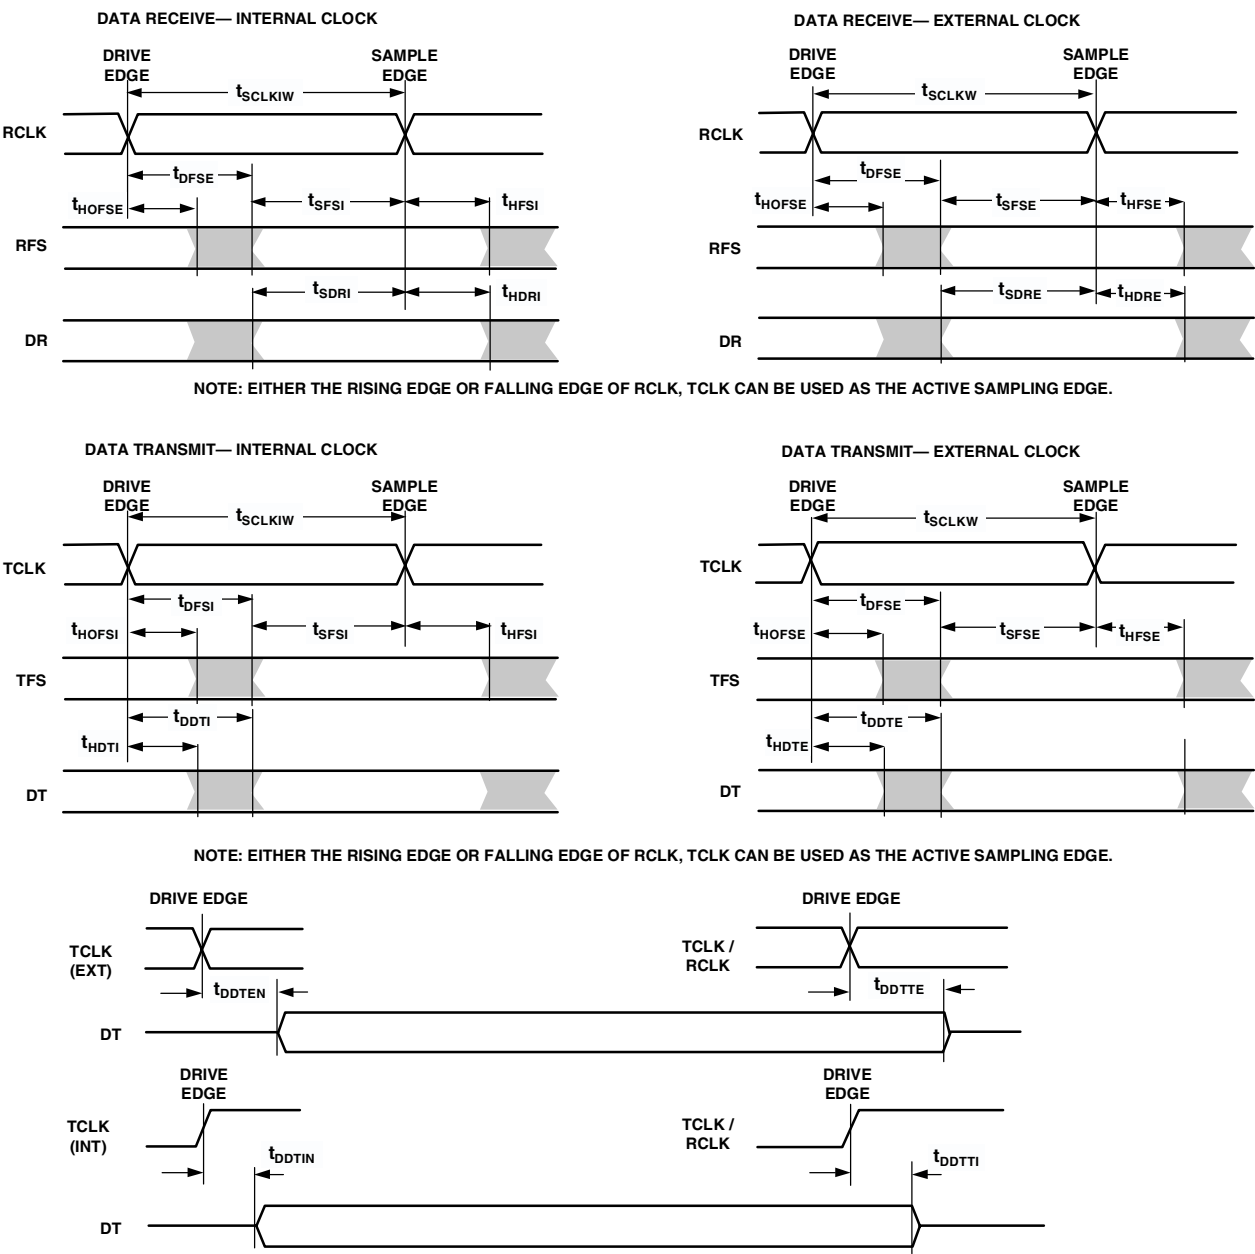 DATA RECEIVE— INTERNAL CLOCK
DRIVE
EDGE
SAMPLE
EDGE
tSCLKIW
RCLK
tDFSE
tHOFSE
tSFSI
tHFSI
RFS
tSDRI
tHDRI
DR
DATA RECEIVE— EXTERNAL CLOCK
DRIVE
EDGE
SAMPLE
EDGE
tSCLKW
RCLK
tDFSE
tHOFSE
tSFSE
tHFSE
RFS
tSDRE
tHDRE
DR
NOTE: EITHER THE RISING EDGE OR FALLING EDGE OF RCLK, TCLK CAN BE USED AS THE ACTIVE SAMPLING EDGE.
DATA TRANSMIT— INTERNAL CLOCK
DRIVE
EDGE
SAMPLE
EDGE
tSCLKIW
TCLK
tDFSI
tHOFSI
tSFSI
tHFSI
TFS
tDDTI
tHDTI
DT
DATA TRANSMIT— EXTERNAL CLOCK
DRIVE
EDGE
SAMPLE
EDGE
tSCLKW
TCLK
tDFSE
tHOFSE
tSFSE
tHFSE
TFS
tDDTE
tHDTE
DT
NOTE: EITHER THE RISING EDGE OR FALLING EDGE OF RCLK, TCLK CAN BE USED AS THE ACTIVE SAMPLING EDGE.
DRIVE EDGE
DRIVE EDGE
TCLK
(EXT)
TCLK /
RCLK
tDDTEN
tDDTTE
DT
DRIVE
EDGE
DRIVE
EDGE
TCLK
(INT)
TCLK /
RCLK
tDDTIN
tDDTTI
DT